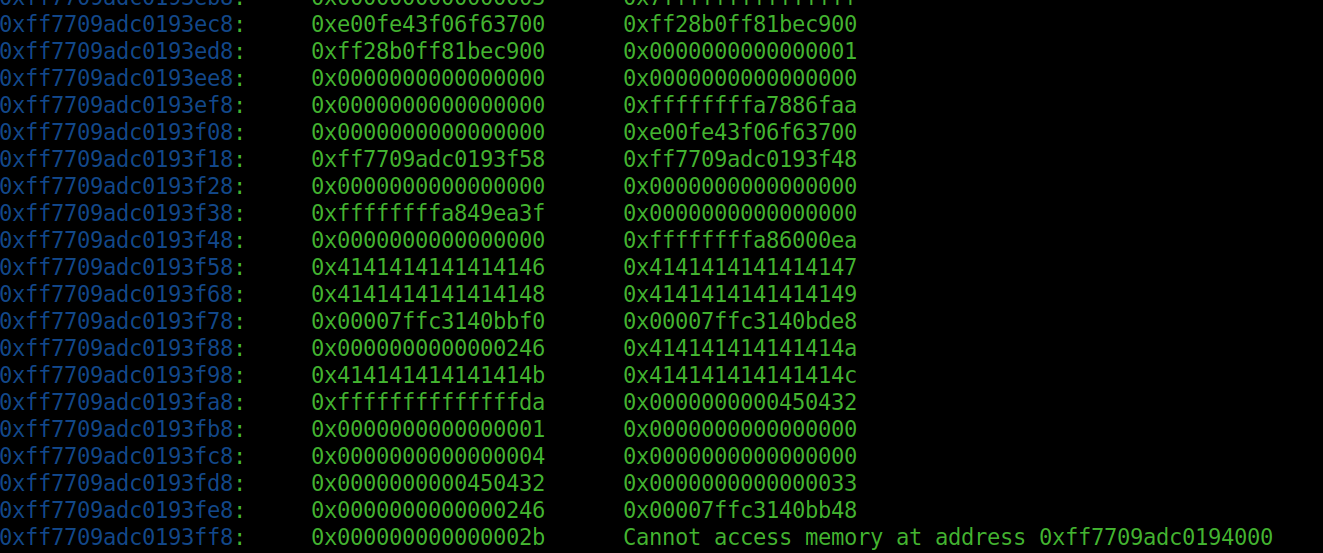 0xff7709adc0193eb8: 0x0000000000000003 0x7fffffffffffffff
0xff7709adc0193ec8: 0xe00fe43f06f63700 0xff28b0ff81bec900
0xff7709adc0193ed8: 0xff28b0ff81bec900 0x0000000000000001
0xff7709adc0193ee8: 0x0000000000000000 0x0000000000000000
0xff7709adc0193ef8: 0x0000000000000000 0xffffffffa7886faa
0xff7709adc0193f08: 0x0000000000000000 0xe00fe43f06f63700
0xff7709adc0193f18: 0xff7709adc0193f58 0xff7709adc0193f48
0xff7709adc0193f28: 0x0000000000000000 0x0000000000000000
0xff7709adc0193f38: 0xffffffffa849ea3f 0x0000000000000000
0xff7709adc0193f48: 0x0000000000000000 0xffffffffa86000ea
0xff7709adc0193f58: 0x4141414141414146 0x4141414141414147
0xff7709adc0193f68: 0x4141414141414148 0x4141414141414149
0xff7709adc0193f78: 0x00007ffc3140bbf0 0x00007ffc3140bde8
0xff7709adc0193f88: 0x0000000000000246 0x414141414141414a
0xff7709adc0193f98: 0x414141414141414b 0x414141414141414c
0xff7709adc0193fa8: 0xffffffffffffffda 0x0000000000450432
0xff7709adc0193fb8: 0x0000000000000001 0x0000000000000000
0xff7709adc0193fc8: 0x0000000000000004 0x0000000000000000
0xff7709adc0193fd8: 0x0000000000450432 0x0000000000000033
0xff7709adc0193fe8: 0x0000000000000246 0x00007ffc3140bb48
0xff7709adc0193ff8: 0x000000000000002b Cannot access memory at address 0xff7709adc0194000